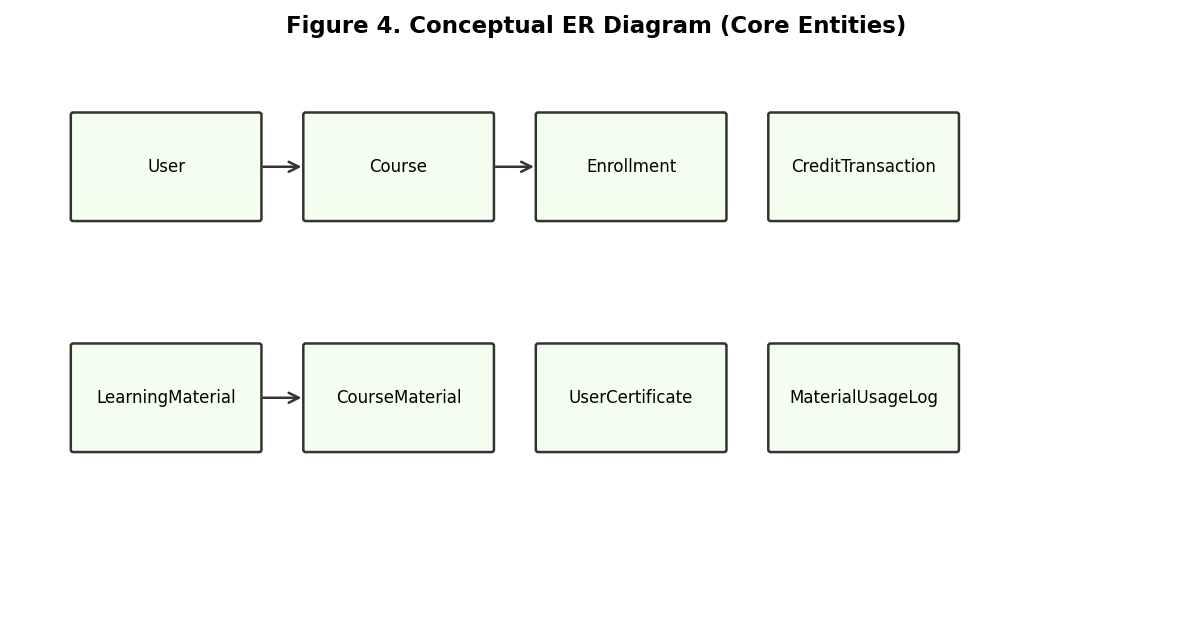 Figure 4. Conceptual ER Diagram (Core Entities)
User
Course
Enrollment
CreditTransaction
LearningMaterial
CourseMaterial
UserCertificate
MaterialUsageLog